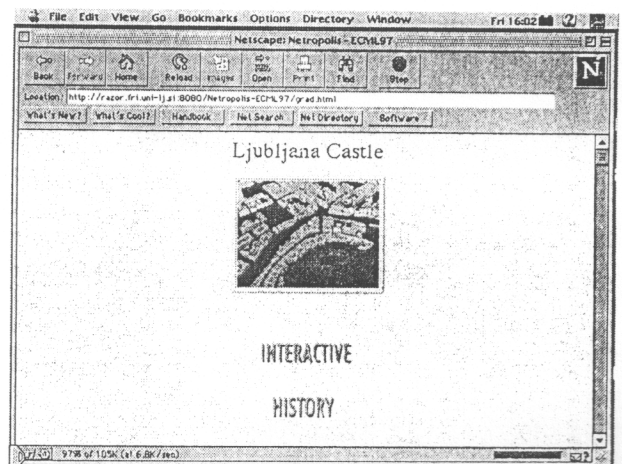 File Edit View Go Bookmarks Options Directory Window Fri 16:02
Netscape: Netropolis - ECML97
Back Forward Home Reload Images Open Print Find Stop
N
Location: http://razor.fri.uni-lj.si:8080/Netropolis-ECML97/grad.html
What's New? What's Cool? Handbook Net Search Net Directory Software
Ljubljana Castle
INTERACTIVE
HISTORY
97% of 105K (at 6.8K/sec)